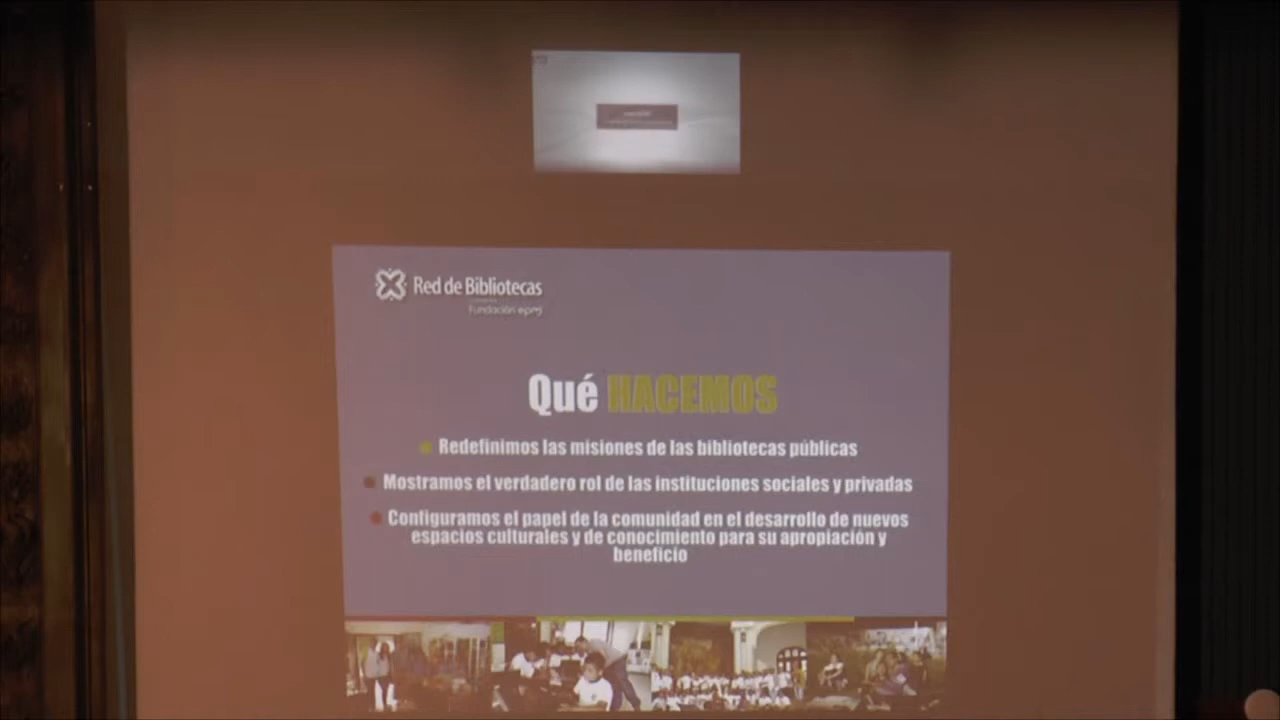 Red de Bibliotecas
Fundación epm
Qué HACEMOS
Redefinimos las misiones de las bibliotecas públicas
Mostramos el verdadero rol de las instituciones sociales y privadas
Configuramos el papel de la comunidad en el desarrollo de nuevos
espacios culturales y de conocimiento para su apropiación y
beneficio